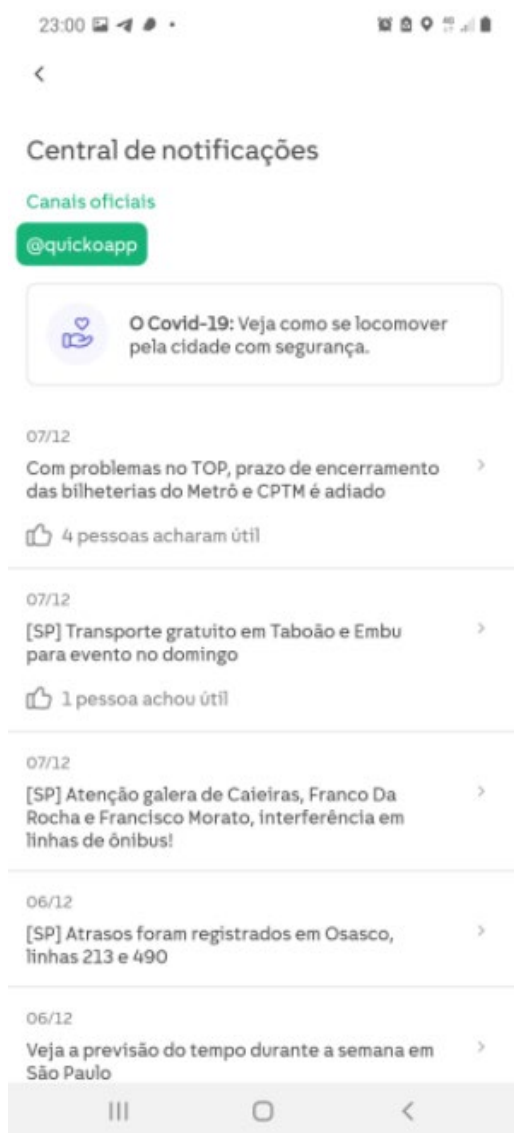 23:00
Central de notificações
Canais oficiais
@quickoapp
O Covid-19: Veja como se locomover
pela cidade com segurança.
07/12
Com problemas no TOP, prazo de encerramento
das bilheterias do Metrô e CPTM é adiado
4 pessoas acharam útil
07/12
[SP] Transporte gratuito em Taboão e Embu
para evento no domingo
1 pessoa achou útil
07/12
[SP] Atenção galera de Caieiras, Franco Da
Rocha e Francisco Morato, interferência em
linhas de ônibus!
06/12
[SP] Atrasos foram registrados em Osasco,
linhas 213 e 490
06/12
Veja a previsão do tempo durante a semana em
São Paulo